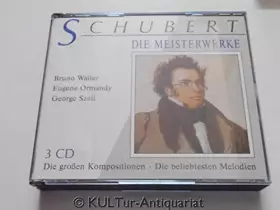 SCHUBERT
DIE MEISTERWERKE
Bruno Walter
Eugene Ormandy
George Szell
3 CD
Die großen Kompositionen - Die beliebtesten Melodien
© KULTur-Antiquariat